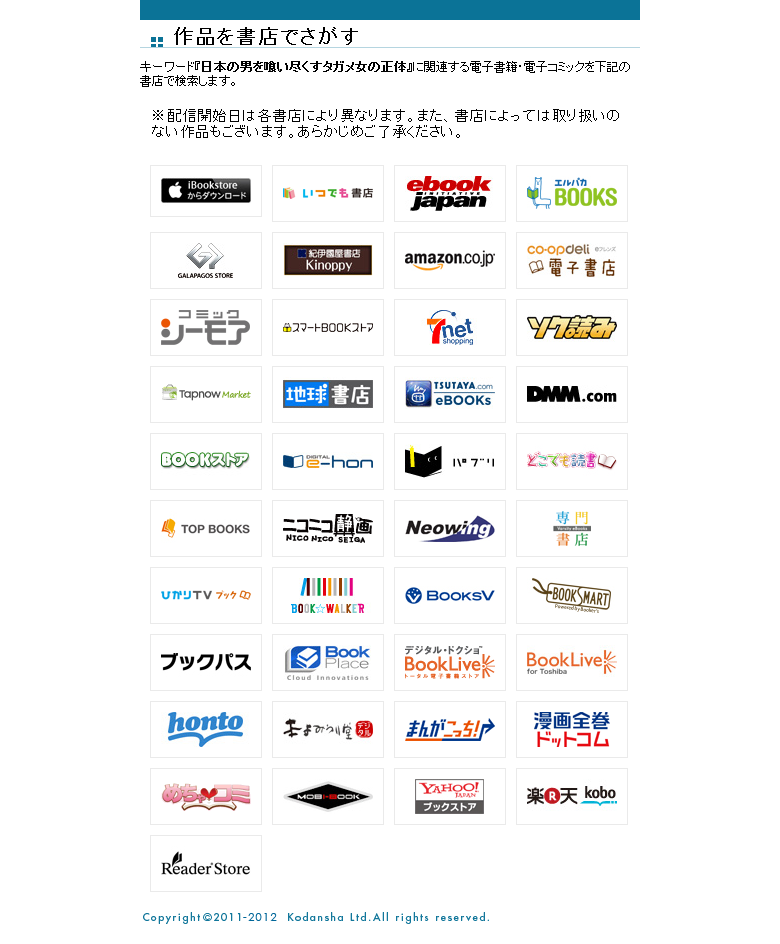 作品を書店でさがす
キーワード『日本の男を喰い尽くすタガメ女の正体』に関連する電子書籍・電子コミックを下記の
書店で検索します。
※配信開始日は各書店により異なります。また、書店によっては取り扱いの
ない作品もございます。あらかじめご了承ください。
iBookstore
からダウンロード
いつでも書店
ebook
INITIATIVE
japan
エルパカ
BOOKS
GALAPAGOS STORE
紀伊國屋書店
Kinoppy
amazon.co.jp
co-opdeli
電子書店
コミック
シーモア
スマートBOOKストア
7net
shopping
ソク読み
Tapnow Market
地球書店
TSUTAYA.com
eBOOKs
DMM.com
BOOKストア
DIGITAL
e-hon
パブリ
どこでも読書
TOP BOOKS
ニコニコ静画
NICO NICO SEIGA
Neowing
専門
Varsity eBooks
書店
ひかりTVブック
BOOK☆WALKER
BOOKSV
BOOKSMART
Powered by Booker's
ブックパス
Book
Place
Cloud Innovations
デジタル・ドクショ
BookLive!
トータル電子書籍ストア
BookLive!
for Toshiba
honto
本よみうり堂
デジタル
まんがこっち!
漫画全巻
ドットコム
めちゃコミ
MOBI-BOOK
YAHOO!
JAPAN
ブックストア
楽R天 kobo
Reader Store
Copyright©2011-2012 Kodansha Ltd.All rights reserved.